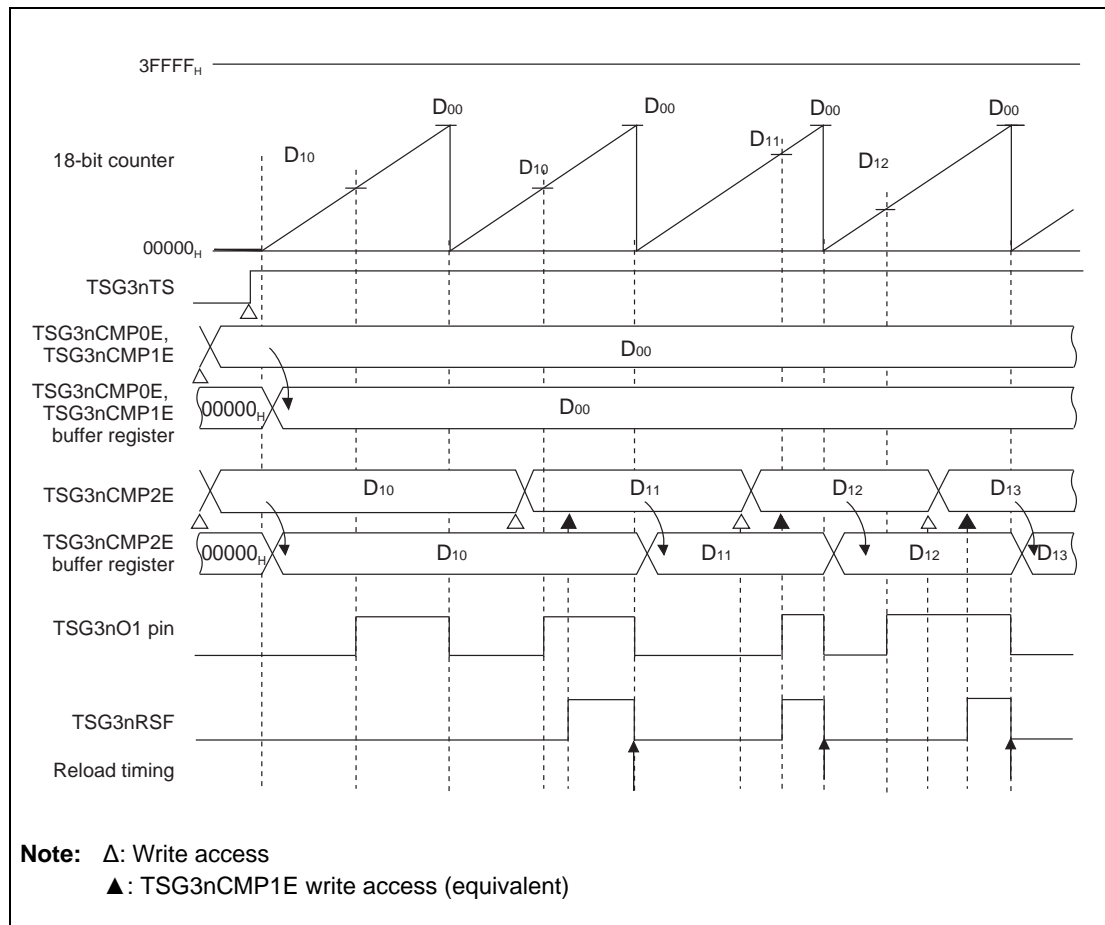 3FFFFH
D00 D00 D00 D00
D11
18-bit counter D10 D10 D12
00000H
TSG3nTS
TSG3nCMP0E,
TSG3nCMP1E
D00
TSG3nCMP0E,
TSG3nCMP1E
buffer register
00000H D00
TSG3nCMP2E D10 D11 D12 D13
TSG3nCMP2E
buffer register
00000H D10 D11 D12 D13
TSG3nO1 pin
TSG3nRSF
Reload timing
Note: Δ: Write access
▲: TSG3nCMP1E write access (equivalent)